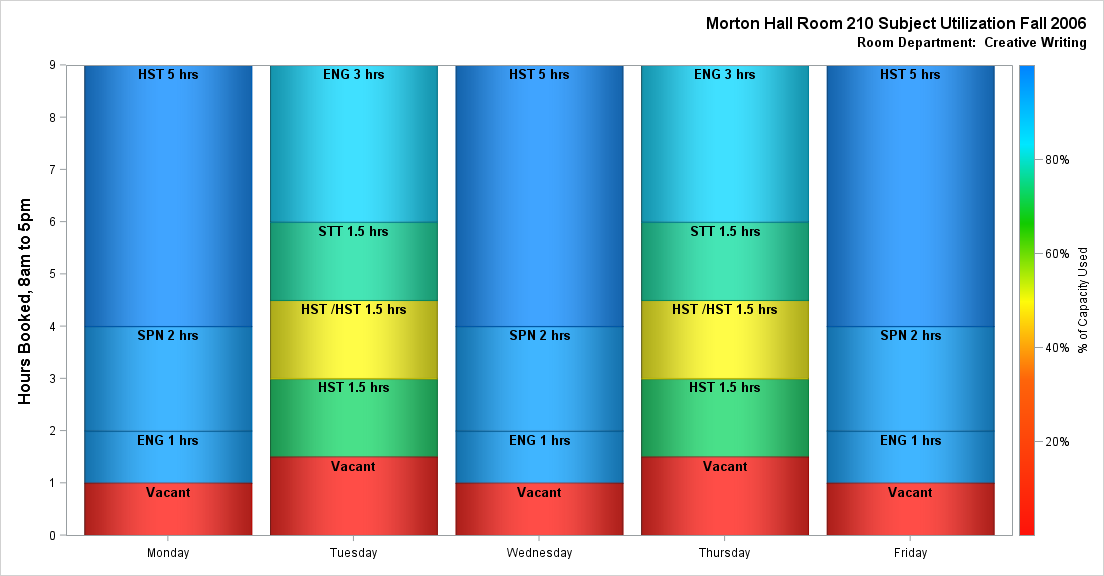 Morton Hall Room 210 Subject Utilization Fall 2006
Room Department:  Creative Writing
Hours Booked, 8am to 5pm
9
8
7
6
5
4
3
2
1
0
HST 5 hrs
SPN 2 hrs
ENG 1 hrs
Vacant
Monday
ENG 3 hrs
STT 1.5 hrs
HST /HST 1.5 hrs
HST 1.5 hrs
Vacant
Tuesday
HST 5 hrs
SPN 2 hrs
ENG 1 hrs
Vacant
Wednesday
ENG 3 hrs
STT 1.5 hrs
HST /HST 1.5 hrs
HST 1.5 hrs
Vacant
Thursday
HST 5 hrs
SPN 2 hrs
ENG 1 hrs
Vacant
Friday
80%
60%
40%
20%
% of Capacity Used